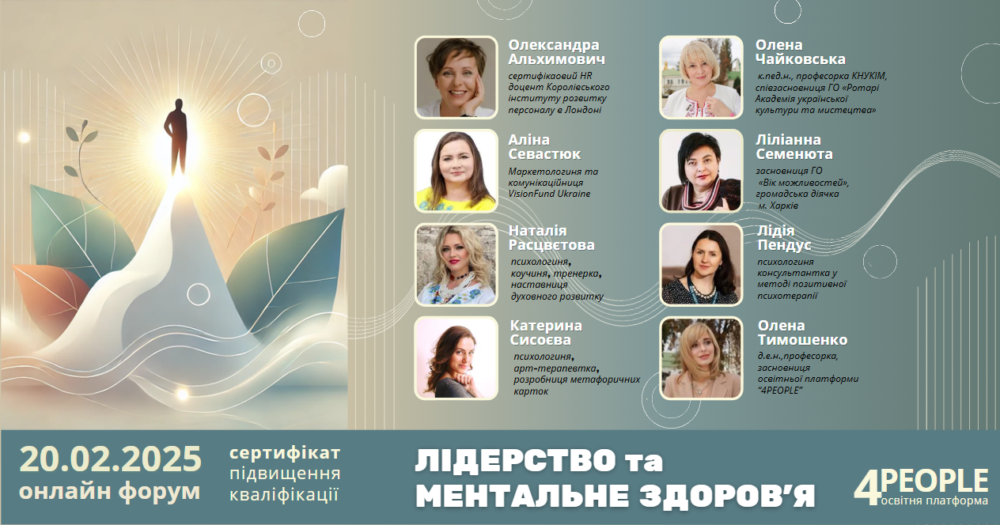 Олександра
Альхимович
сертифікаовий HR
доцент Королівського
інституту розвитку
персоналу в Лондоні
Олена
Чайковська
к.пед.н., професорка КНУКІМ,
співзасновниця ГО «Ротарі
Академія української
культури та мистецтва»
Аліна
Севастюк
Маркетологиня та
комунікаційниця
VisionFund Ukraine
Ліліанна
Семенюта
засновниця ГО
«Вік можливостей»,
громадська діячка
м. Харків
Наталія
Расцвєтова
психологиня,
коучиня, тренерка,
наставниця
духовного розвитку
Лідія
Пендус
психологиня
консультантка у
методі позитивної
психотерапії
Катерина
Сисоєва
психологиня,
арт-терапевтка,
розробниця метафоричних
карток
Олена
Тимошенко
д.е.н.,професорка,
засновниця
освітньої платформи
“4PEOPLE”
20.02.2025
онлайн форум
сертифікат
підвищення
кваліфікації
ЛІДЕРСТВО та
МЕНТАЛЬНЕ ЗДОРОВ’Я
4PEOPLE
освітня платформа